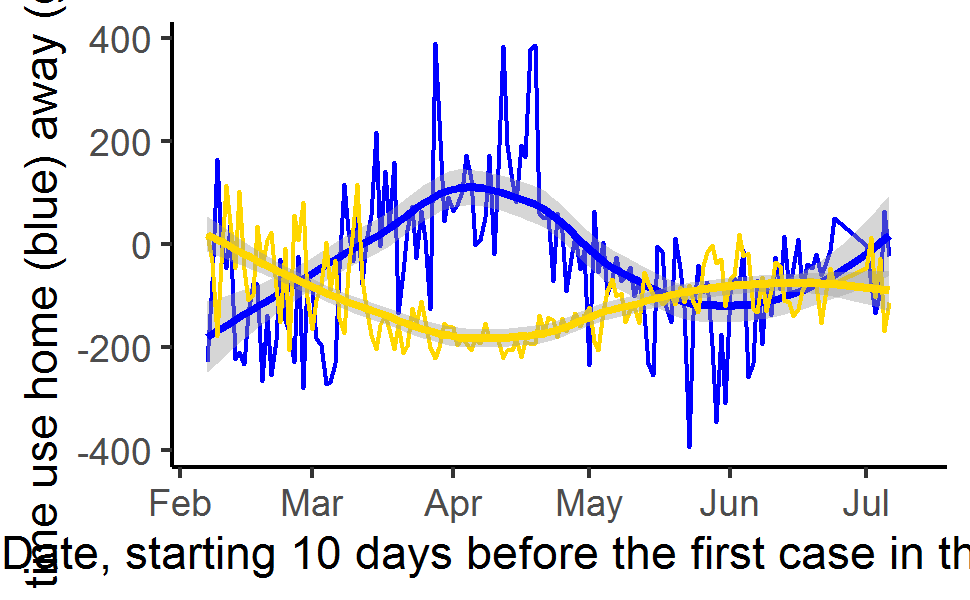 time use home (blue) away (
400
200
0
-200
-400
Feb Mar Apr May Jun Jul
Date, starting 10 days before the first case in th